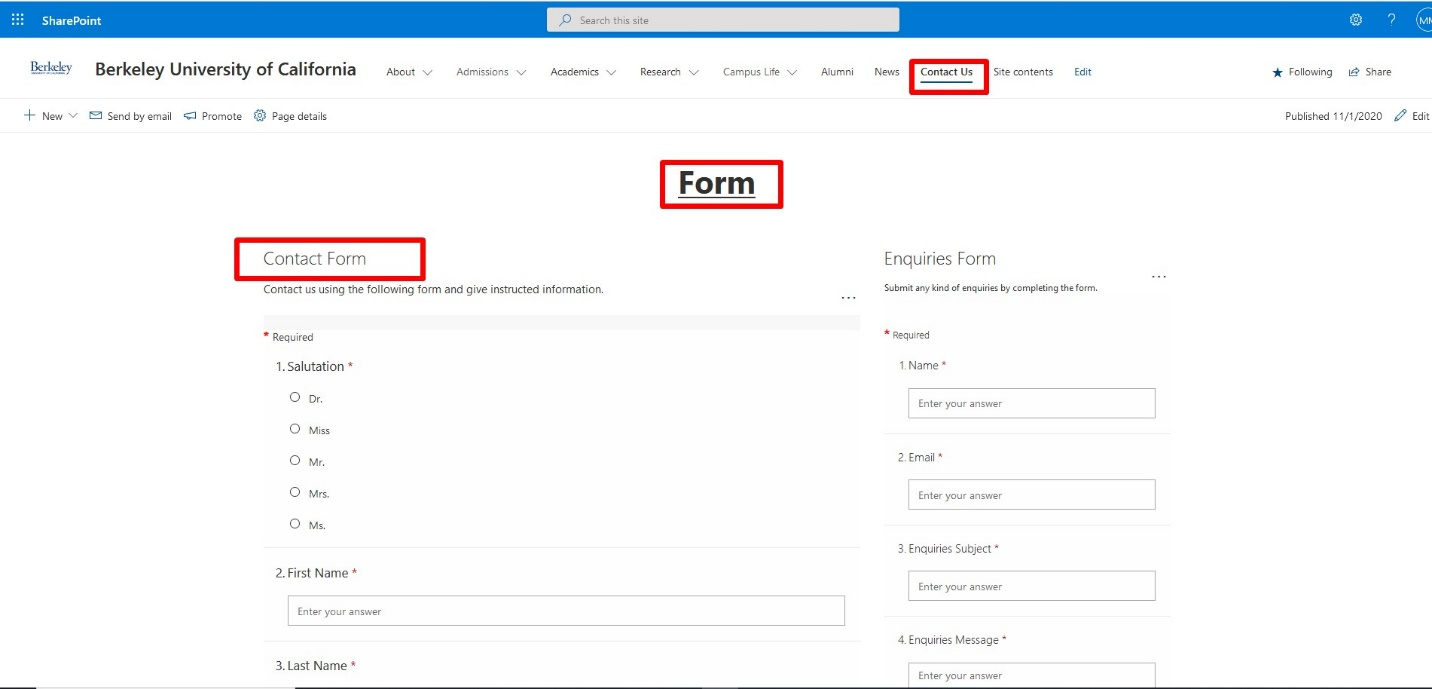 SharePoint
Search this site
?
MM
Berkeley
UNIVERSITY OF CALIFORNIA
Berkeley University of California
About
Admissions
Academics
Research
Campus Life
Alumni
News
Contact Us
Site contents
Edit
Following
Share
New
Send by email
Promote
Page details
Published 11/1/2020
Edit
Form
Contact Form
Contact us using the following form and give instructed information.
...
* Required
1. Salutation *
Dr.
Miss
Mr.
Mrs.
Ms.
2. First Name *
Enter your answer
3. Last Name *
Enquiries Form
...
Submit any kind of enquiries by completing the form.
* Required
1. Name *
Enter your answer
2. Email *
Enter your answer
3. Enquiries Subject *
Enter your answer
4. Enquiries Message *
Enter your answer